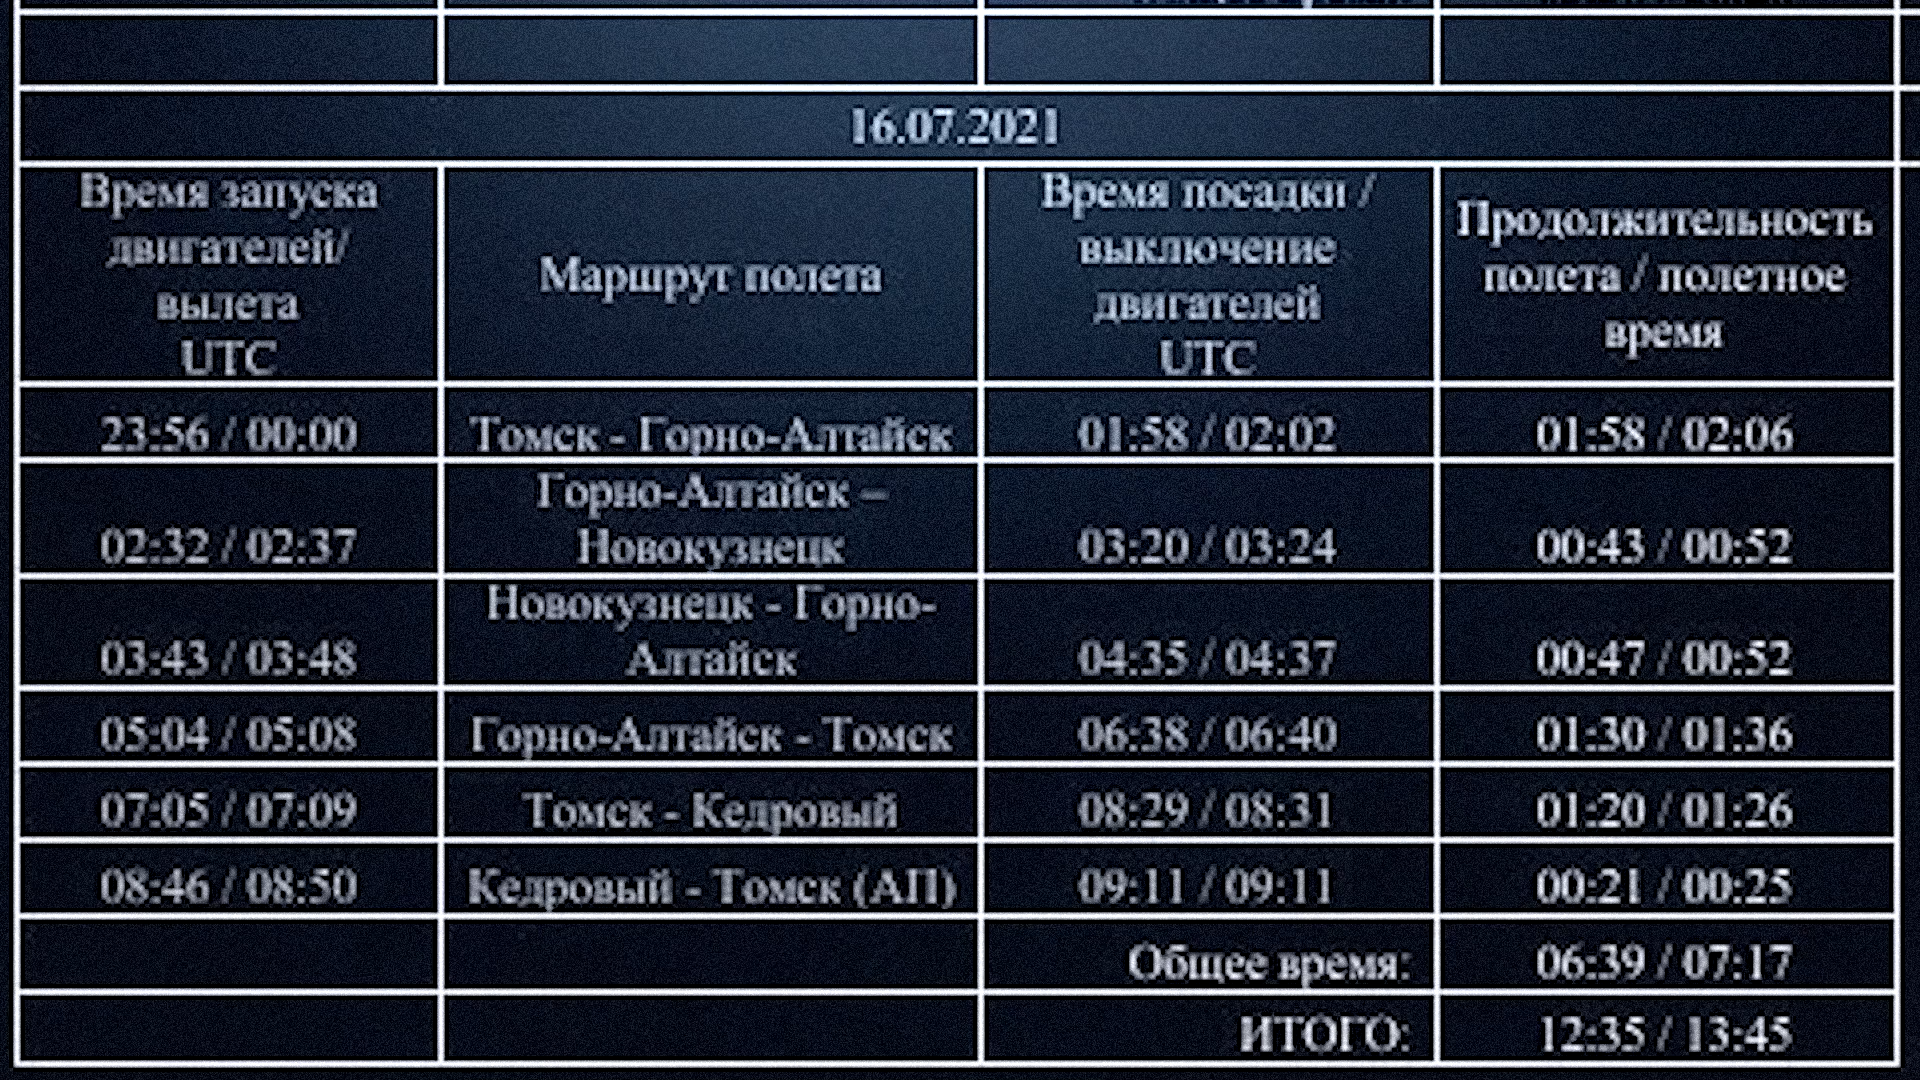 16.07.2021
Время запуска
двигателей/
вылета
UTC
Маршрут полета
Время посадки /
выключение
двигателей
UTC
Продолжительность
полета / полетное
время
23:56 / 00:00
Томск - Горно-Алтайск
01:58 / 02:02
01:58 / 02:06
02:32 / 02:37
Горно-Алтайск –
Новокузнецк
03:20 / 03:24
00:43 / 00:52
03:43 / 03:48
Новокузнецк - Горно-
Алтайск
04:35 / 04:37
00:47 / 00:52
05:04 / 05:08
Горно-Алтайск - Томск
06:38 / 06:40
01:30 / 01:36
07:05 / 07:09
Томск - Кедровый
08:29 / 08:31
01:20 / 01:26
08:46 / 08:50
Кедровый - Томск (АП)
09:11 / 09:11
00:21 / 00:25
Общее время:
06:39 / 07:17
ИТОГО:
12:35 / 13:45